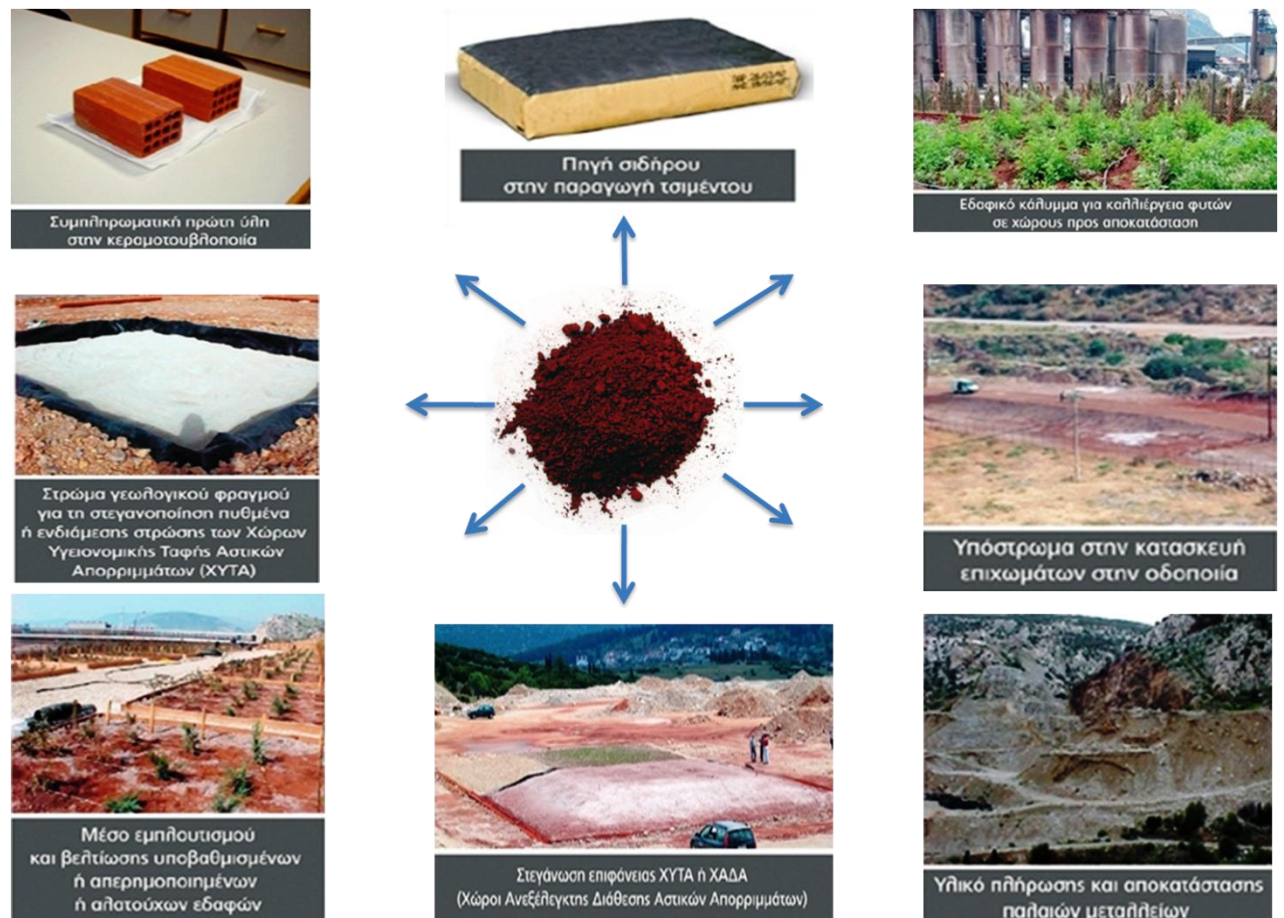 Συμπληρωματική πρώτη ύλη
στην κεραμοτουβλοποιία
Πηγή σιδήρου
στην παραγωγή τσιμέντου
Εδαφικό κάλυμμα για καλλιέργεια φυτών
σε χώρους προς αποκατάσταση
Στρώμα γεωλογικού φραγμού
για τη στεγανοποίηση πυθμένα
ή ενδιάμεσης στρώσης των Χώρων
Υγειονομικής Ταφής Αστικών
Απορριμμάτων (ΧΥΤΑ)
Υπόστρωμα στην κατασκευή
επιχωμάτων στην οδοποιία
Μέσο εμπλουτισμού
και βελτίωσης υποβαθμισμένων
ή απερημοποιημένων
ή αλατούχων εδαφών
Στεγάνωση επιφάνειας ΧΥΤΑ ή ΧΑΔΑ
(Χώροι Ανεξέλεγκτης Διάθεσης Αστικών Απορριμμάτων)
Υλικό πλήρωσης και αποκατάστασης
παλαιών μεταλλείων